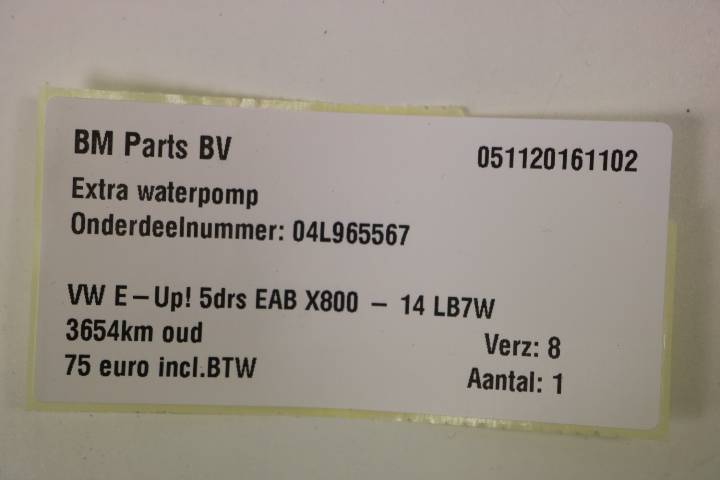 BM Parts BV 051120161102
Extra waterpomp
Onderdeelnummer: 04L965567
VW E-Up! 5drs EAB X800 - 14 LB7W
3654km oud Verz: 8
75 euro incl.BTW Aantal: 1